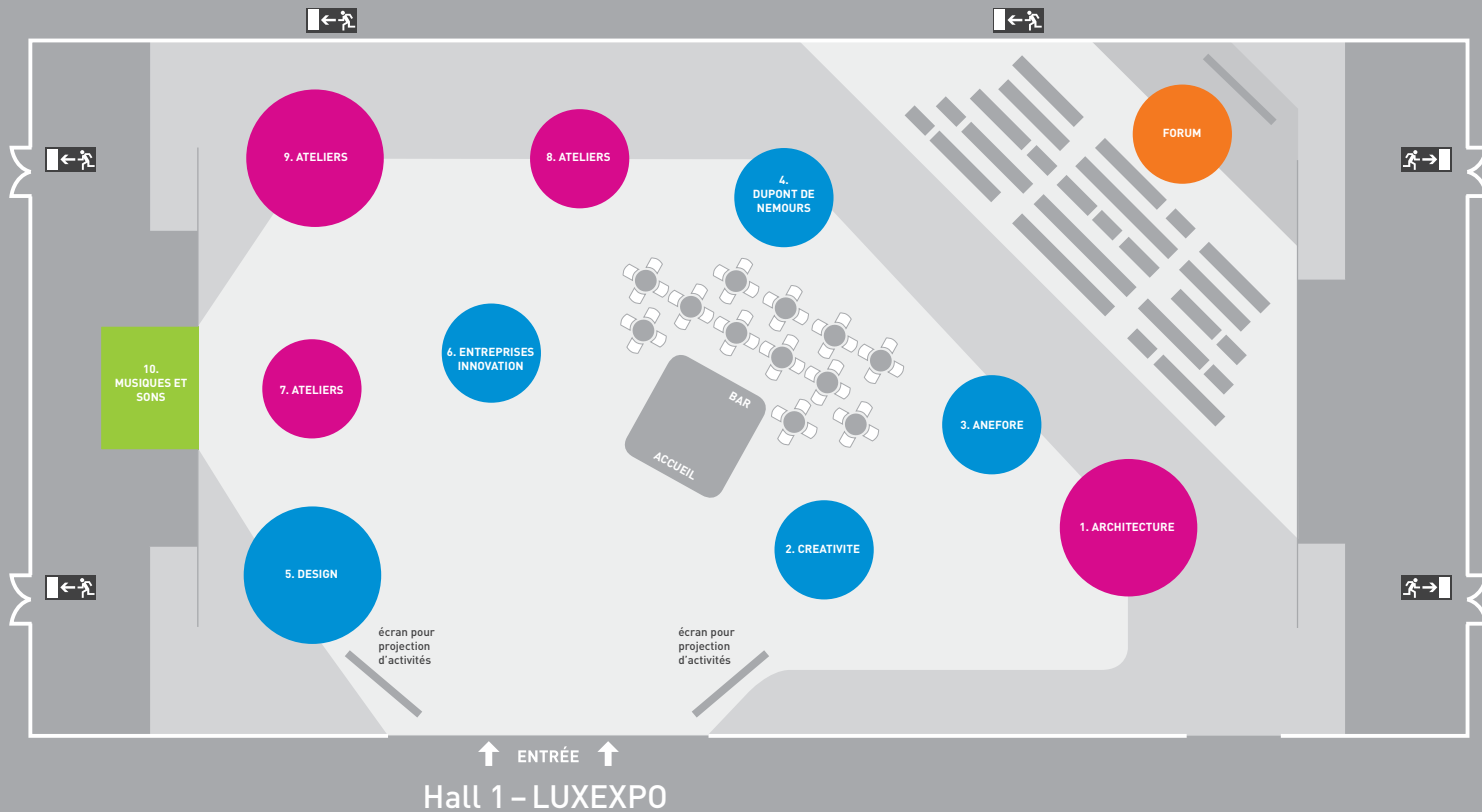 FORUM
9. ATELIERS
8. ATELIERS
4.
DUPONT DE
NEMOURS
6. ENTREPRISES
INNOVATION
10.
MUSIQUES ET
SONS
7. ATELIERS
BAR
ACCUEIL
3. ANEFORE
1. ARCHITECTURE
2. CREATIVITE
5. DESIGN
écran pour
projection
d’activités
écran pour
projection
d’activités
ENTRÉE
Hall 1 – LUXEXPO